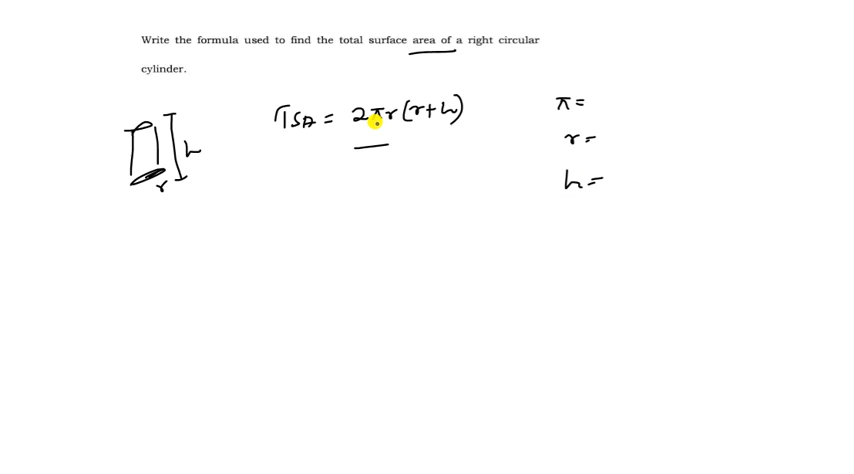 Write the formula used to find the total surface area of a right circular
cylinder.
TSA = 2πr(r+h)
π =
r =
h =
h
r